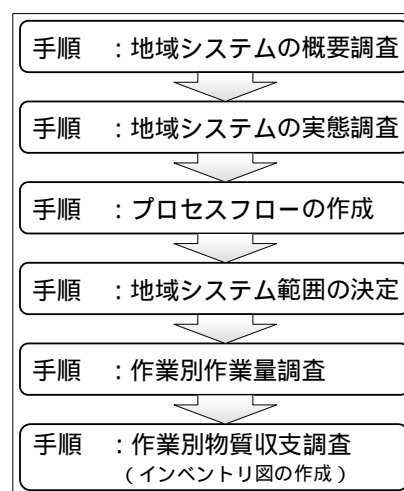 手順　：地域システムの概要調査
手順　：地域システムの実態調査
手順　：プロセスフローの作成
手順　：地域システム範囲の決定
手順　：作業別作業量調査
手順　：作業別物質収支調査
（インベントリ図の作成）